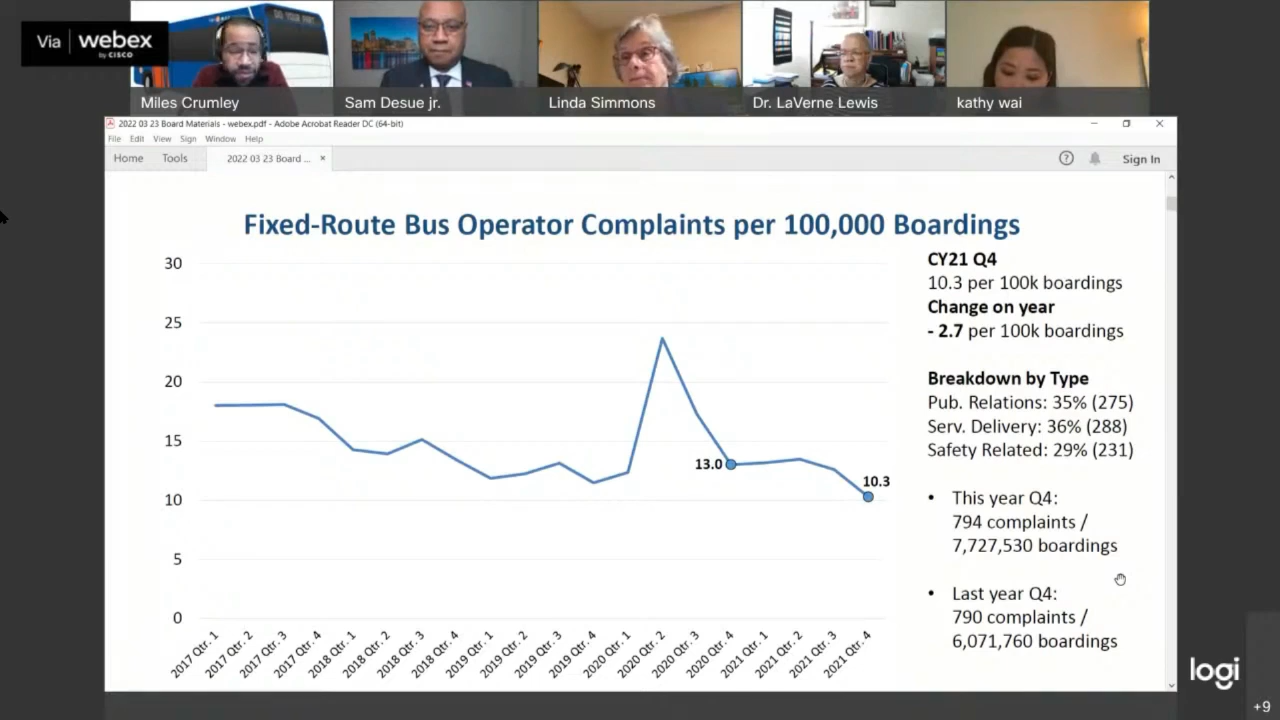 Via webex
by CISCO
GO YOUR WAY
Miles Crumley
Sam Desue jr.
Linda Simmons
Dr. LaVerne Lewis
kathy wai
2022 03 23 Board Materials - webex.pdf - Adobe Acrobat Reader DC (64-bit)
File Edit View Sign Window Help
Home Tools 2022 03 23 Board ... × Sign In
Fixed-Route Bus Operator Complaints per 100,000 Boardings
30
25
20
15
10
5
0
13.0
10.3
2017 Qtr. 1
2017 Qtr. 2
2017 Qtr. 3
2017 Qtr. 4
2018 Qtr. 1
2018 Qtr. 2
2018 Qtr. 3
2018 Qtr. 4
2019 Qtr. 1
2019 Qtr. 2
2019 Qtr. 3
2019 Qtr. 4
2020 Qtr. 1
2020 Qtr. 2
2020 Qtr. 3
2020 Qtr. 4
2021 Qtr. 1
2021 Qtr. 2
2021 Qtr. 3
2021 Qtr. 4
CY21 Q4
10.3 per 100k boardings
Change on year
- 2.7 per 100k boardings
Breakdown by Type
Pub. Relations: 35% (275)
Serv. Delivery: 36% (288)
Safety Related: 29% (231)
• This year Q4:
794 complaints /
7,727,530 boardings
• Last year Q4:
790 complaints /
6,071,760 boardings
logi
+9